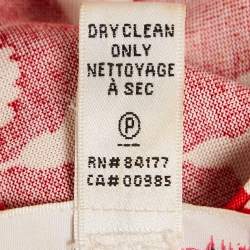 DRY CLEAN
ONLY
NETTOYAGE
À SEC
P
RN# 84177
CA# 00985